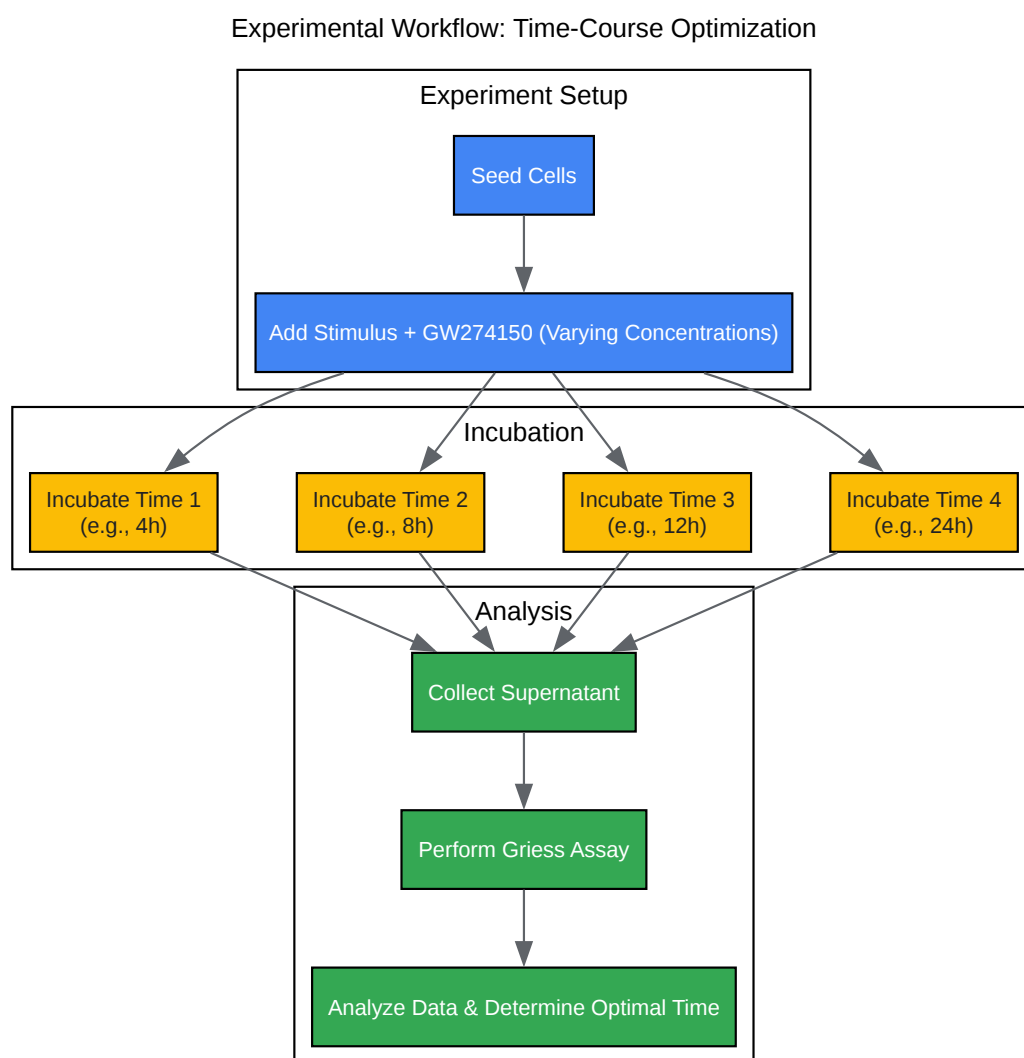 Experimental Workflow: Time-Course Optimization
Experiment Setup
Seed Cells
Add Stimulus + GW274150 (Varying Concentrations)
Incubation
Incubate Time 1
(e.g., 4h)
Incubate Time 2
(e.g., 8h)
Incubate Time 3
(e.g., 12h)
Incubate Time 4
(e.g., 24h)
Analysis
Collect Supernatant
Perform Griess Assay
Analyze Data & Determine Optimal Time